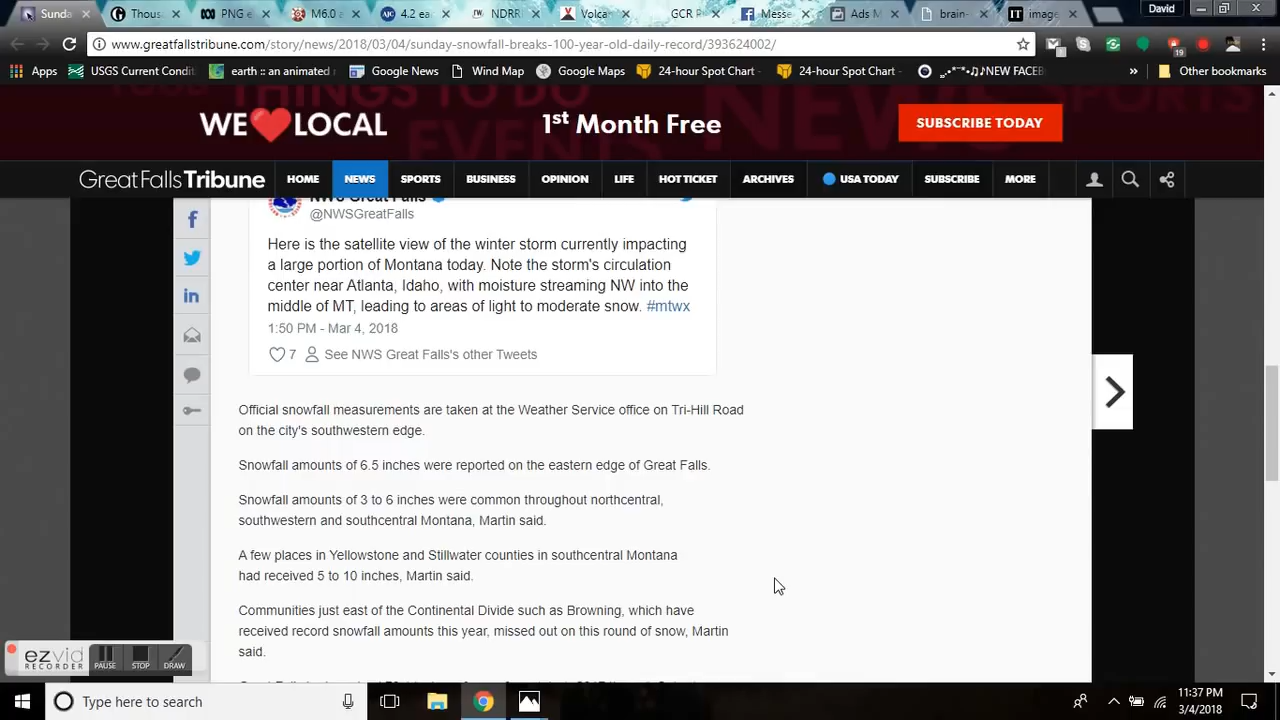 Sunda
Thous
PNG e
M6.0 
4.2 ea
NDRR
Volca
GCR P
Messe
Ads M
brain-
image
David
www.greatfallstribune.com/story/news/2018/03/04/sunday-snowfall-breaks-100-year-old-daily-record/393624002/
Apps
USGS Current Condit
earth :: an animated
Google News
Wind Map
Google Maps
24-hour Spot Chart
24-hour Spot Chart
NEW FACEB
Other bookmarks
WE LOCAL
1st Month Free
SUBSCRIBE TODAY
GreatFallsTribune
HOME
NEWS
SPORTS
BUSINESS
OPINION
LIFE
HOT TICKET
ARCHIVES
USA TODAY
SUBSCRIBE
MORE
NWS Great Falls
@NWSGreatFalls
Here is the satellite view of the winter storm currently impacting
a large portion of Montana today. Note the storm's circulation
center near Atlanta, Idaho, with moisture streaming NW into the
middle of MT, leading to areas of light to moderate snow. #mtwx
1:50 PM - Mar 4, 2018
7 See NWS Great Falls's other Tweets
Official snowfall measurements are taken at the Weather Service office on Tri-Hill Road
on the city's southwestern edge.
Snowfall amounts of 6.5 inches were reported on the eastern edge of Great Falls.
Snowfall amounts of 3 to 6 inches were common throughout northcentral,
southwestern and southcentral Montana, Martin said.
A few places in Yellowstone and Stillwater counties in southcentral Montana
had received 5 to 10 inches, Martin said.
Communities just east of the Continental Divide such as Browning, which have
received record snowfall amounts this year, missed out on this round of snow, Martin
said.
ezvid
RECORDER
PAUSE
STOP
DRAW
Type here to search
11:37 PM
3/4/2018